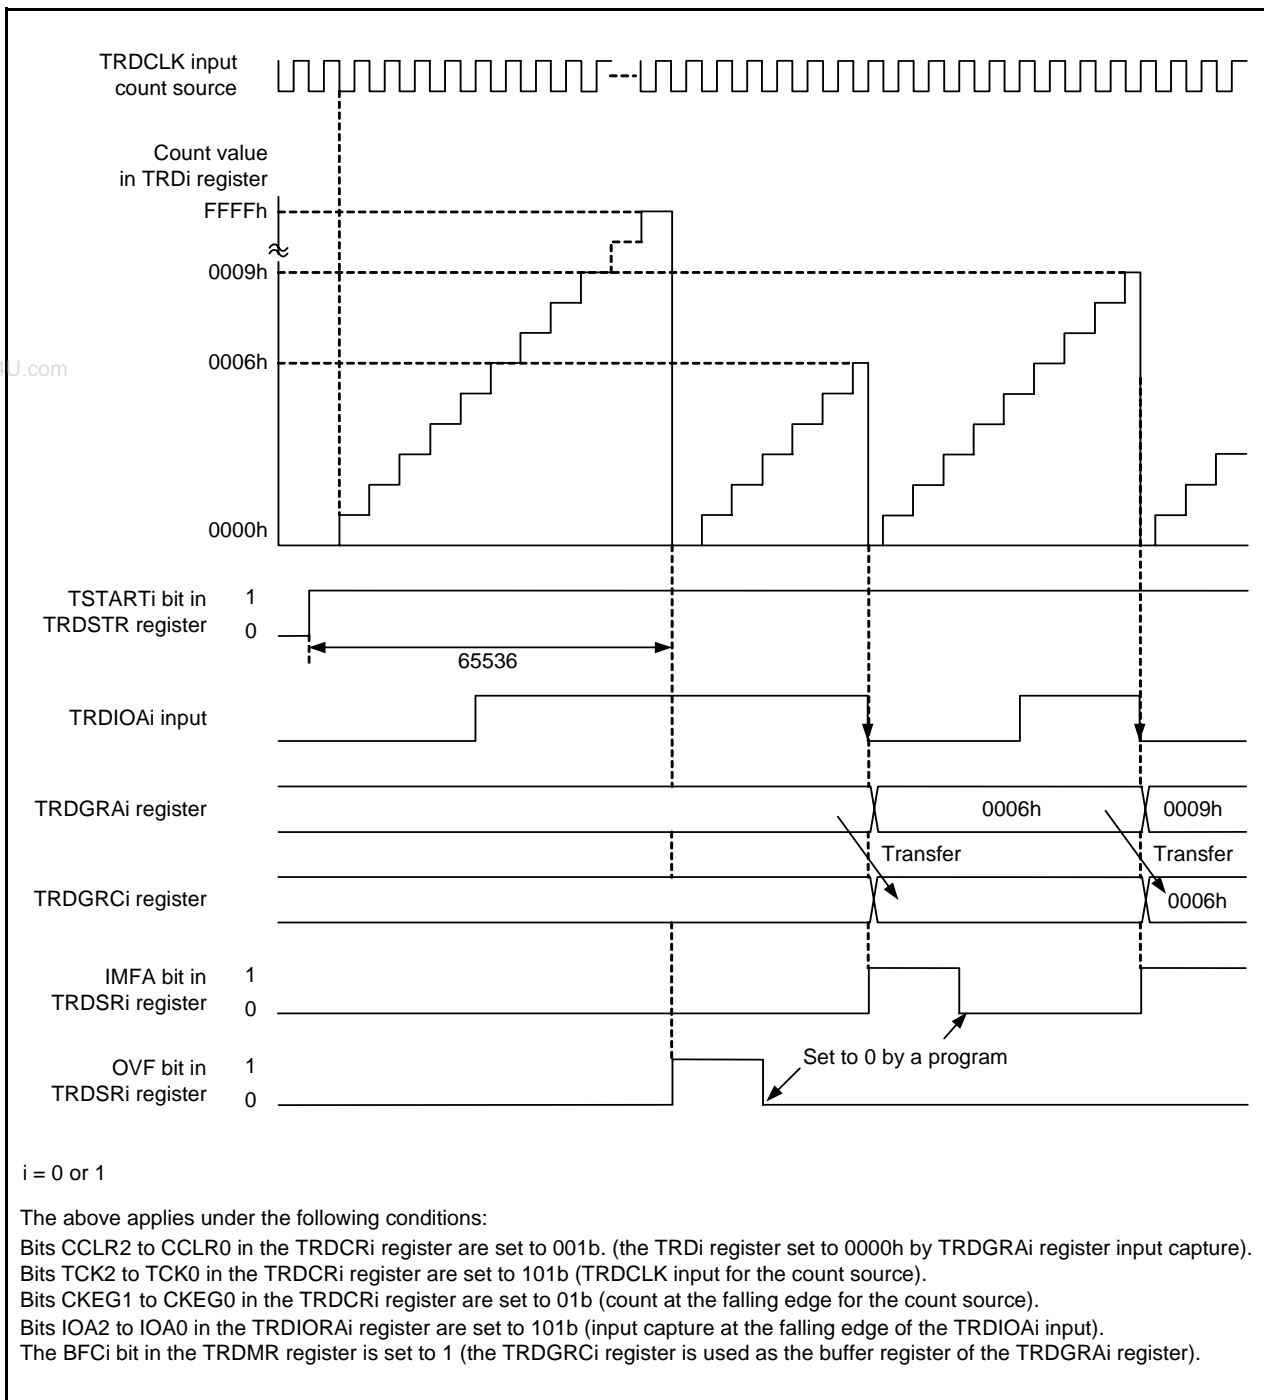 TRDCLK input
count source
Count value
in TRDi register
FFFFh
0009h
4U.com
0006h
0000h
TSTARTi bit in
TRDSTR register
1
0
65536
TRDIOAi input
TRDGRAi register
0006h
0009h
Transfer
Transfer
TRDGRCi register
0006h
IMFA bit in
TRDSRi register
1
0
Set to 0 by a program
OVF bit in
TRDSRi register
1
0
i = 0 or 1
The above applies under the following conditions:
Bits CCLR2 to CCLR0 in the TRDCRi register are set to 001b. (the TRDi register set to 0000h by TRDGRAi register input capture).
Bits TCK2 to TCK0 in the TRDCRi register are set to 101b (TRDCLK input for the count source).
Bits CKEG1 to CKEG0 in the TRDCRi register are set to 01b (count at the falling edge for the count source).
Bits IOA2 to IOA0 in the TRDIORAi register are set to 101b (input capture at the falling edge of the TRDIOAi input).
The BFCi bit in the TRDMR register is set to 1 (the TRDGRCi register is used as the buffer register of the TRDGRAi register).